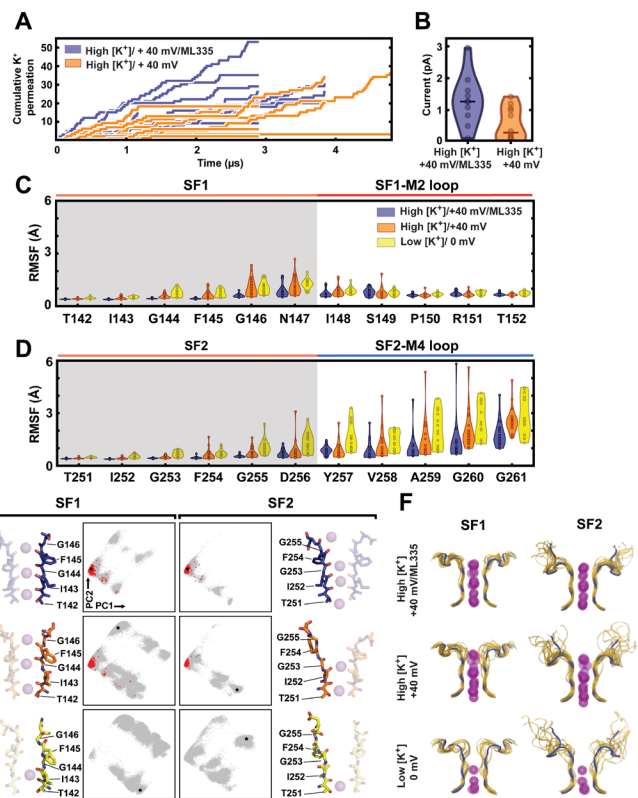 A
Cumulative K+ permeation
50
40
30
20
10
0
High [K+]/ + 40 mV/ML335
High [K+]/ + 40 mV
0
1
2
3
4
Time (µs)
B
Current (pA)
3
2
1
0
High [K+] +40 mV/ML335
High [K+] +40 mV
C
SF1
SF1-M2 loop
RMSF (Å)
6
4
2
0
High [K+]/+40 mV/ML335
High [K+]/+40 mV
Low [K+]/ 0 mV
T142 I143 G144 F145 G146 N147 I148 S149 P150 R151 T152
D
SF2
SF2-M4 loop
RMSF (Å)
6
4
2
0
T251 I252 G253 F254 G255 D256 Y257 V258 A259 G260 G261
SF1
SF2
G146
F145
G144
I143
T142
PC2
PC1
G255
F254
G253
I252
T251
G146
F145
G144
I143
T142
G255
F254
G253
I252
T251
G146
F145
G144
I143
T142
G255
F254
G253
I252
T251
F
SF1
SF2
High [K+] +40 mV/ML335
High [K+] +40 mV
Low [K+] 0 mV